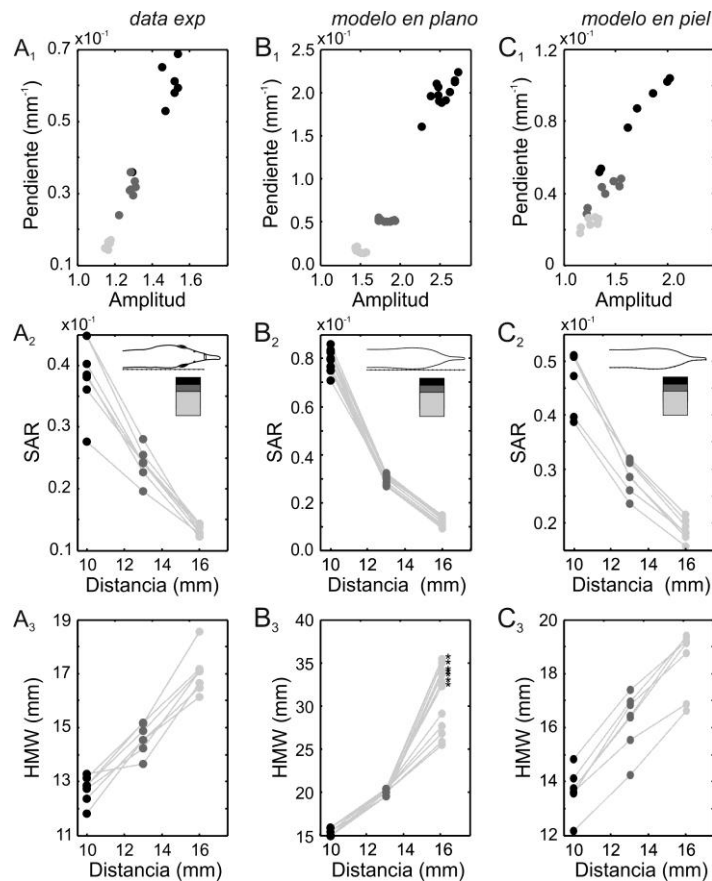 data exp
modelo en plano
modelo en piel
A1
x10-1
Pendiente (mm-1)
0.7
0.5
0.3
0.1
1.0 1.2 1.4 1.6
Amplitud
B1
x10-1
Pendiente (mm-1)
2.5
2.0
1.5
1.0
0.5
0
1.0 1.5 2.0 2.5
Amplitud
C1
x10-1
Pendiente (mm-1)
1.2
0.8
0.4
0
1.0 1.5 2.0
Amplitud
A2
x10-1
SAR
0.4
0.3
0.2
0.1
10 12 14 16
Distancia (mm)
B2
x10-1
SAR
0.8
0.6
0.4
0.2
0.0
10 12 14 16
Distancia (mm)
C2
x10-1
SAR
0.5
0.4
0.3
0.2
10 12 14 16
Distancia (mm)
A3
HMW (mm)
19
17
15
13
11
10 12 14 16
Distancia (mm)
B3
HMW (mm)
40
35
30
25
20
15
10 12 14 16
Distancia (mm)
C3
HMW (mm)
20
18
16
14
12
10 12 14 16
Distancia (mm)